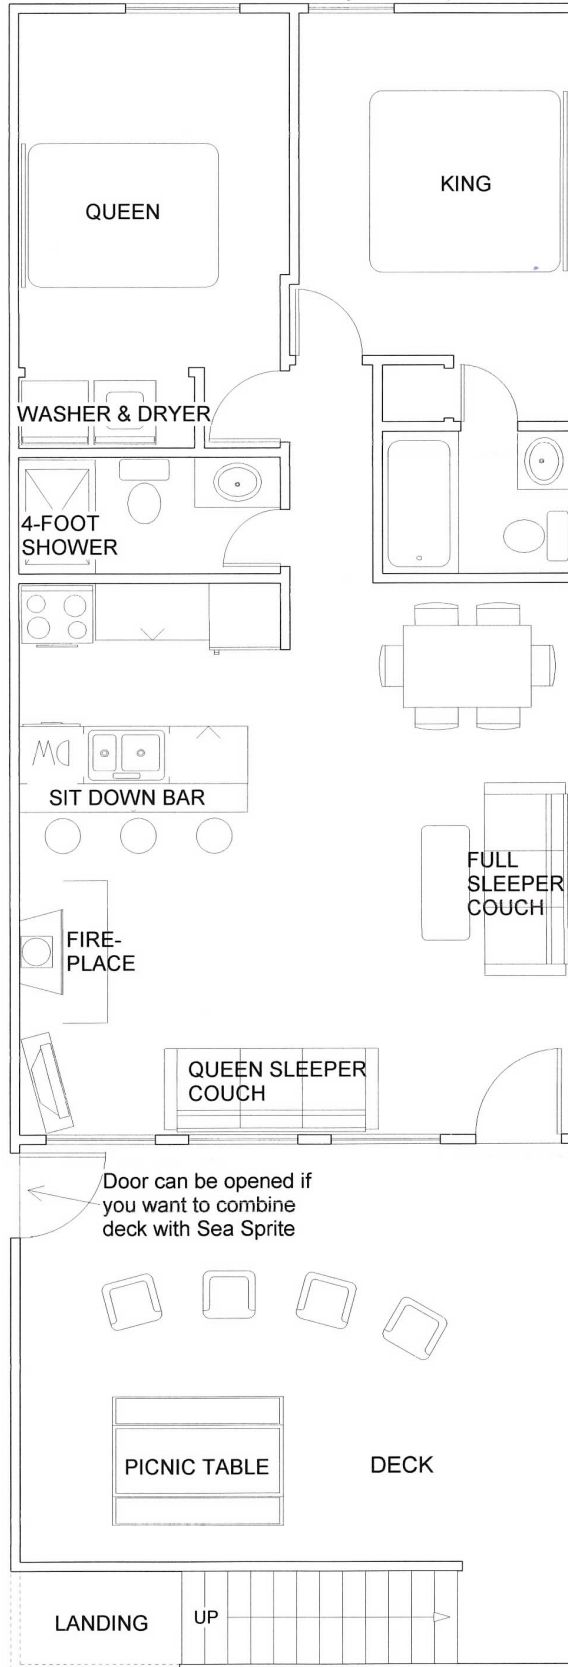 QUEEN
KING
WASHER & DRYER
4-FOOT
SHOWER
DW
SIT DOWN BAR
FULL
SLEEPER
COUCH
FIRE-
PLACE
QUEEN SLEEPER
COUCH
Door can be opened if
you want to combine
deck with Sea Sprite
PICNIC TABLE
DECK
LANDING
UP